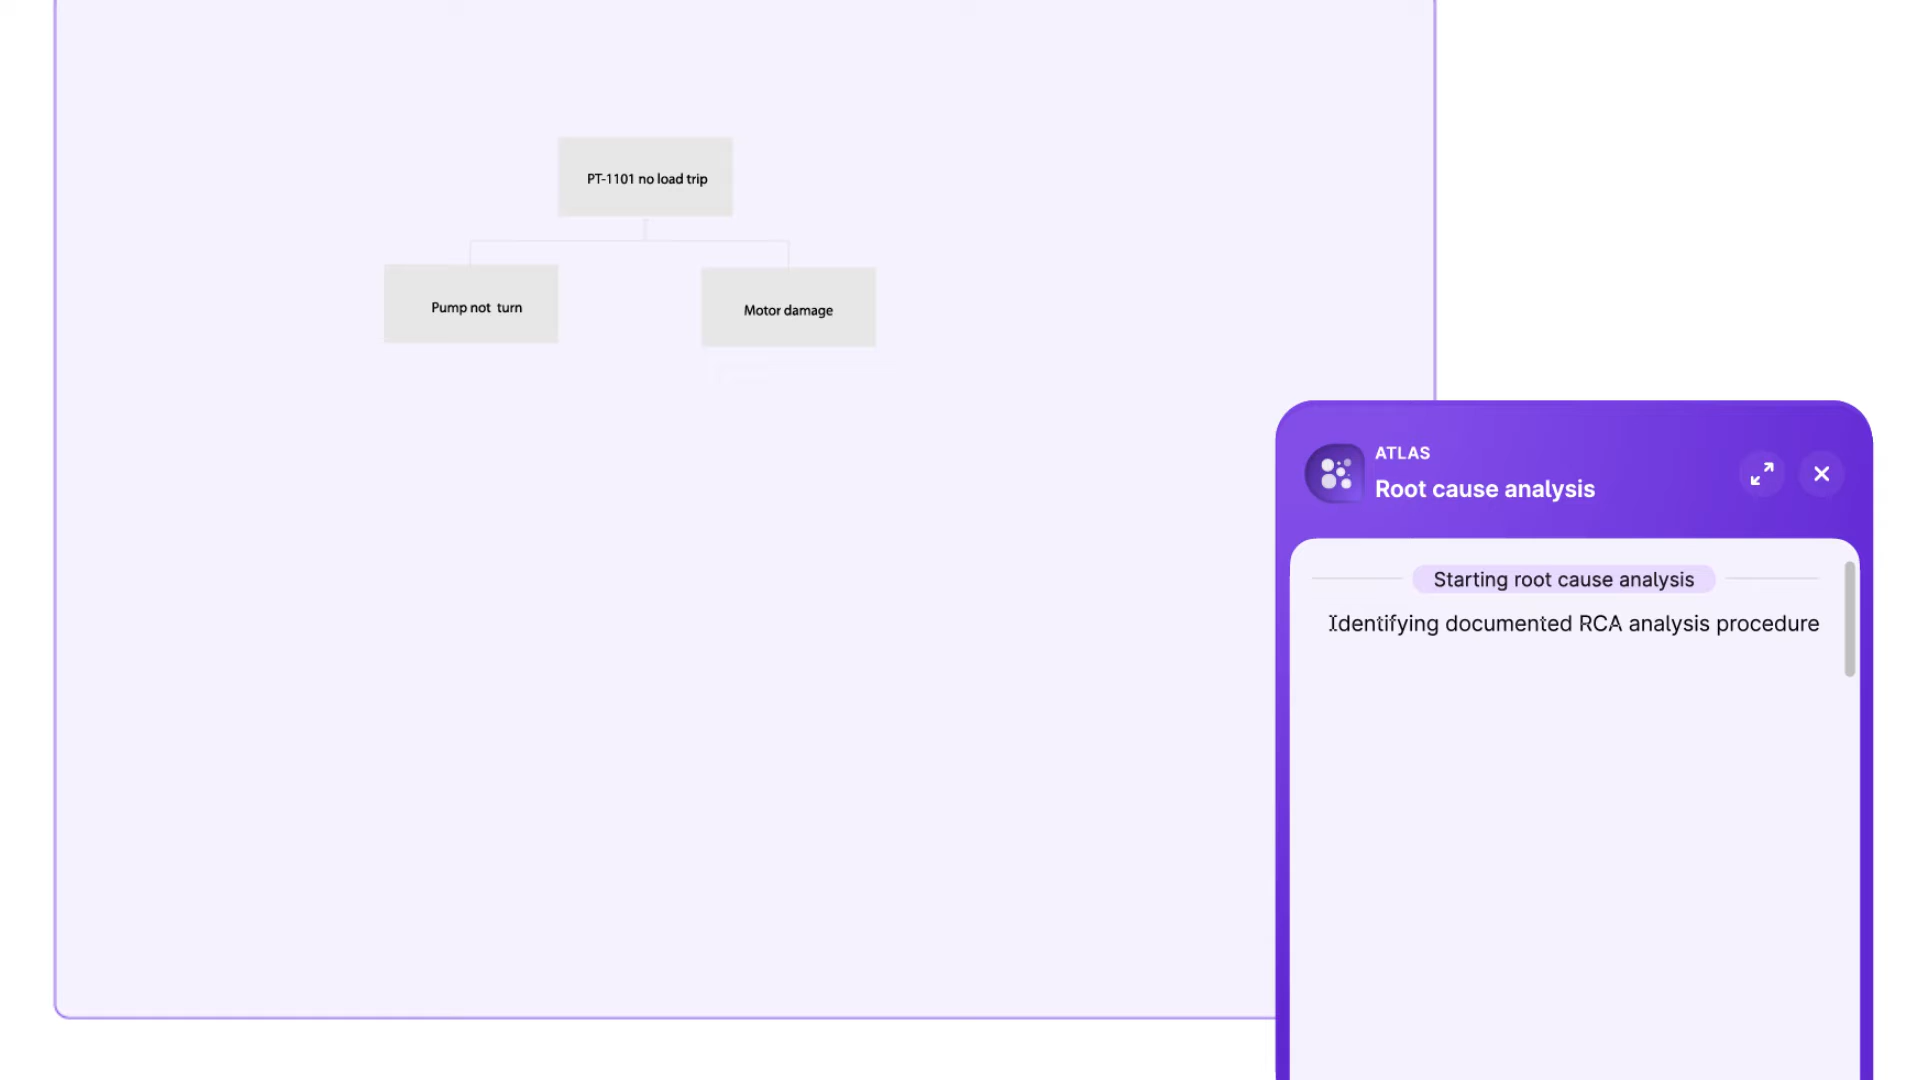 PT-1101 no load trip
Pump not turn
Motor damage
ATLAS
Root cause analysis
Starting root cause analysis
Identifying documented RCA analysis procedure